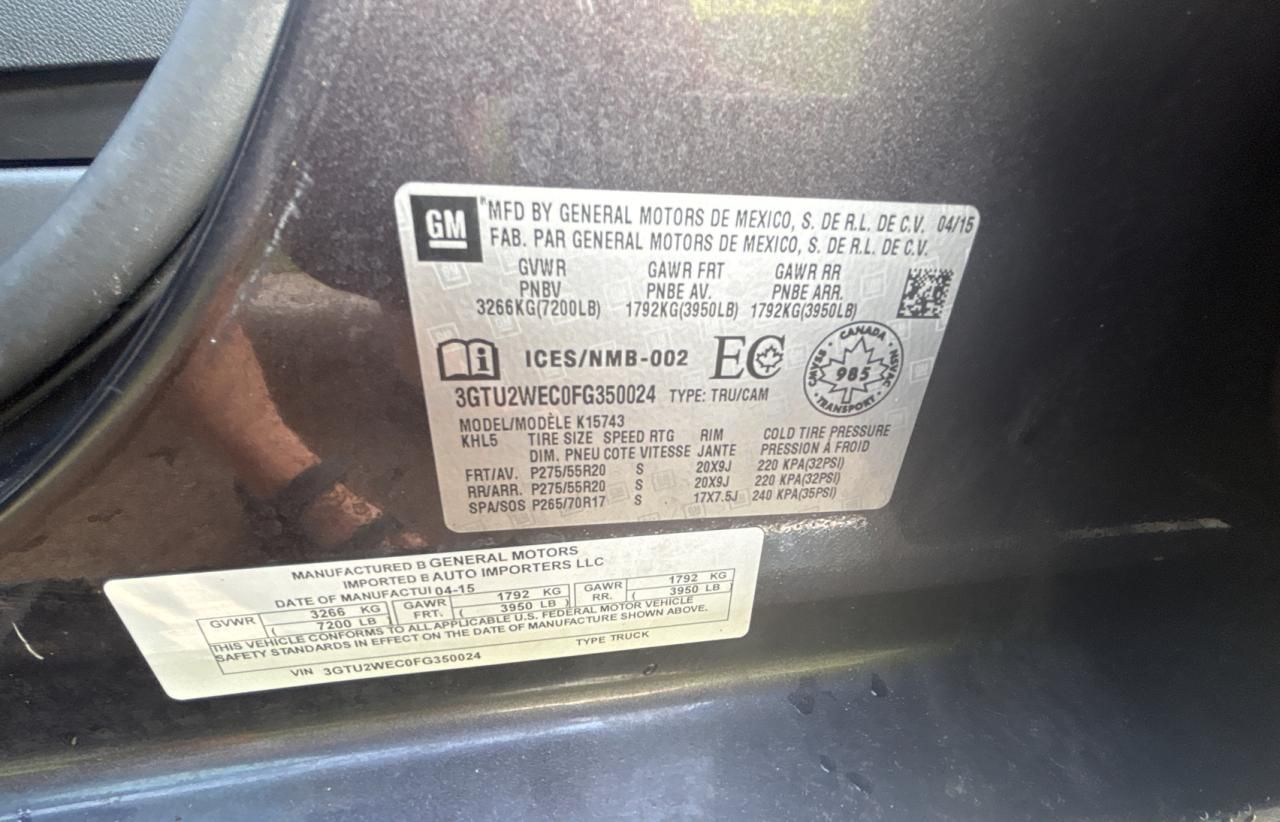 GM
MFD BY GENERAL MOTORS DE MEXICO, S. DE R.L. DE C.V. 04/15
FAB. PAR GENERAL MOTORS DE MEXICO, S. DE R.L. DE C.V.
GVWR GAWR FRT GAWR RR
PNBV PNBE AV. PNBE ARR.
3266KG(7200LB) 1792KG(3950LB) 1792KG(3950LB)
i ICES/NMB-002 EC
CANADA
CMVSS 985 NSVAC
TRANSPORT
3GTU2WEC0FG350024 TYPE: TRU/CAM
MODEL/MODÈLE K15743
KHL5 TIRE SIZE SPEED RTG RIM COLD TIRE PRESSURE
DIM. PNEU COTE VITESSE JANTE PRESSION À FROID
FRT/AV. P275/55R20 S 20X9J 220 KPA(32PSI)
RR/ARR. P275/55R20 S 20X9J 220 KPA(32PSI)
SPA/SOS P265/70R17 S 17X7.5J 240 KPA(35PSI)
MANUFACTURED B GENERAL MOTORS
IMPORTED B AUTO IMPORTERS LLC
DATE OF MANUFACTUI 04-15
GVWR 3266 KG GAWR 1792 KG GAWR 1792 KG
( 7200 LB ) FRT. ( 3950 LB ) RR. ( 3950 LB
THIS VEHICLE CONFORMS TO ALL APPLICABLE U.S. FEDERAL MOTOR VEHICLE
SAFETY STANDARDS IN EFFECT ON THE DATE OF MANUFACTURE SHOWN ABOVE.
VIN 3GTU2WEC0FG350024 TYPE TRUCK